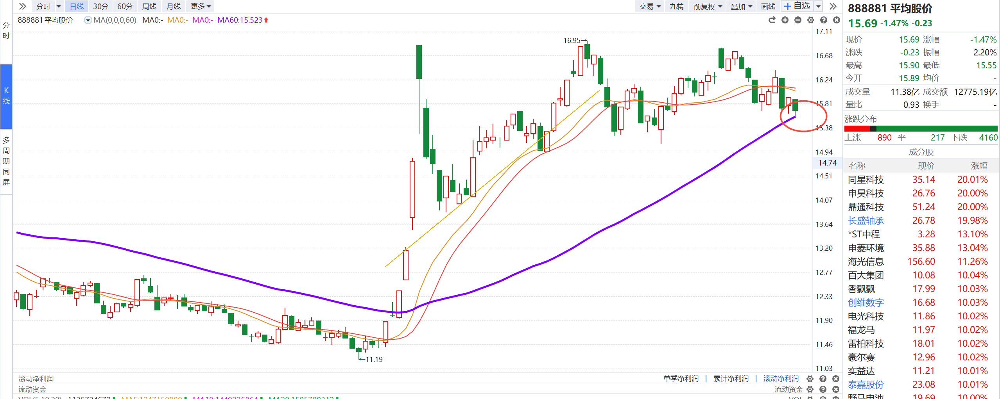 分时 日线 30分 60分 周线 月线 更多 交易 九转 前复权 叠加 画线 自选
888881 平均股价 MA(0,0,0,60) MA0:- MA0:- MA0:- MA60:15.523
分时
K线
多周期同屏
17.11
16.95
16.68
16.24
15.81
15.38
14.94
14.74
14.51
14.07
13.64
13.20
12.77
12.33
11.90
11.46
11.19
11.03
滚动净利润 单季净利润 累计净利润 滚动净利润
流动资金 流动资金
888881 平均股价
15.69 -1.47% -0.23
现价 15.69 涨幅 -1.47%
涨跌 -0.23 振幅 2.20%
最高 15.90 最低 15.55
今开 15.89 均价 -
成交量 11.38亿 成交额 12775.19亿
量比 0.93 换手 -
涨跌分布
上涨 890 平 217 下跌 4160
成分股
名称 现价 涨幅
同星科技 35.14 20.01%
申昊科技 26.76 20.00%
鼎通科技 51.24 20.00%
长盛轴承 26.78 19.98%
*ST中程 3.28 13.10%
申菱环境 35.88 13.04%
海光信息 156.60 11.26%
百大集团 10.08 10.04%
香飘飘 17.99 10.03%
创维数字 16.68 10.03%
电光科技 11.86 10.02%
福龙马 11.97 10.02%
雷柏科技 18.01 10.02%
豪尔赛 12.96 10.02%
实益达 11.21 10.01%
泰嘉股份 23.08 10.01%
野马电池 19.69 10.00%